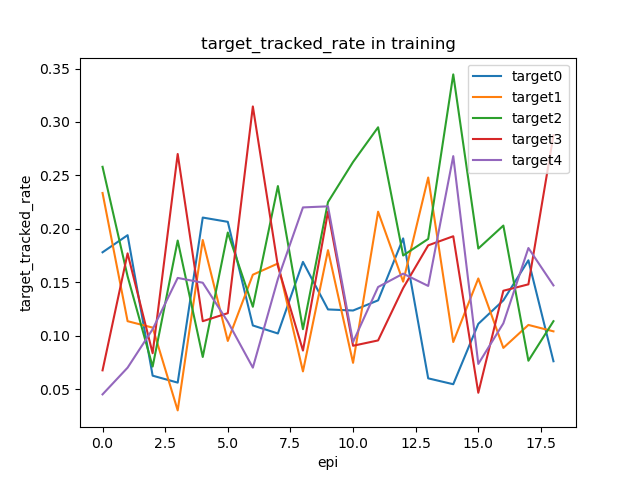 target_tracked_rate in training
target_tracked_rate
0.35
0.30
0.25
0.20
0.15
0.10
0.05
target0
target1
target2
target3
target4
0.0 2.5 5.0 7.5 10.0 12.5 15.0 17.5
epi